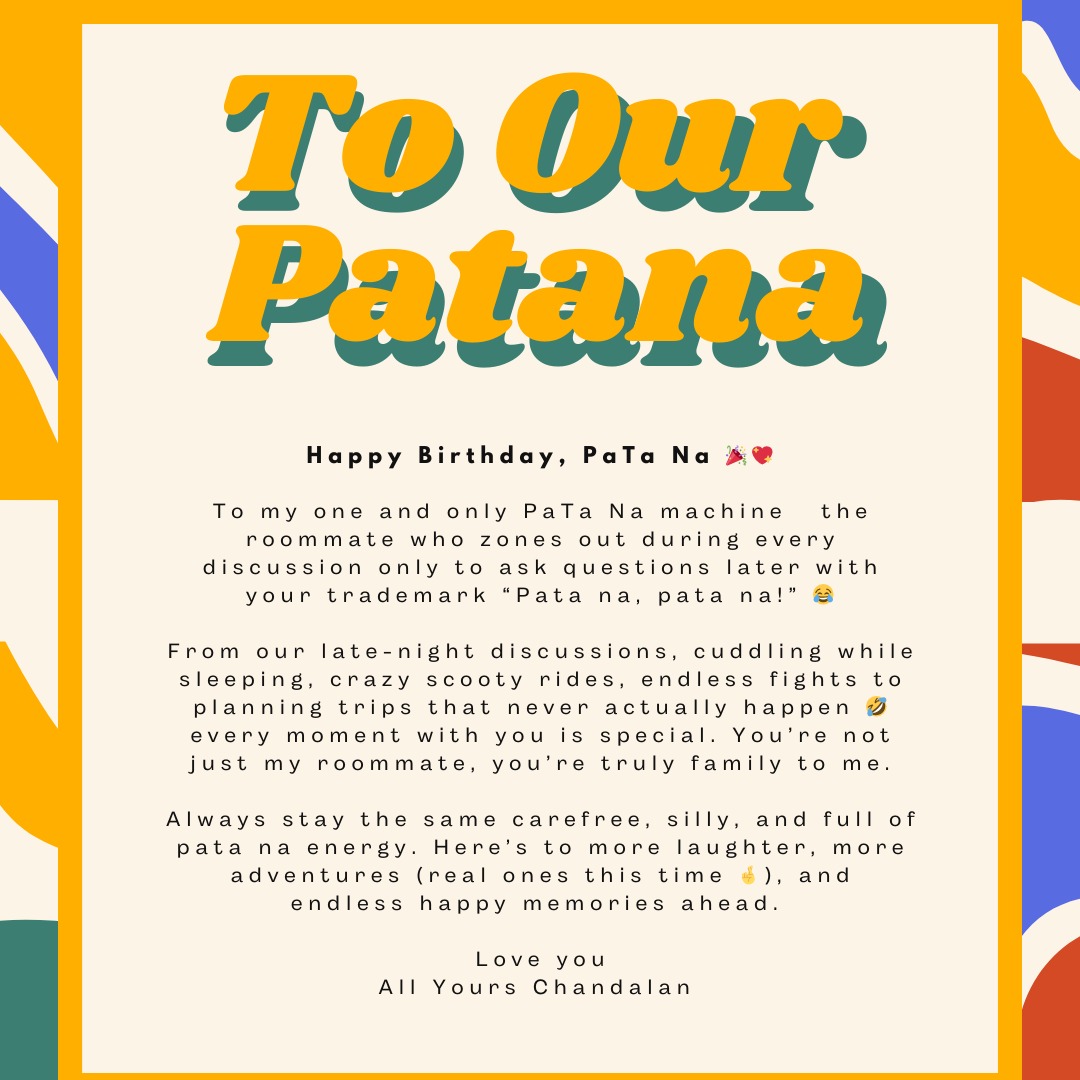 To Our
Patana
Happy Birthday, PaTa Na 🎉💖
To my one and only PaTa Na machine the
roommate who zones out during every
discussion only to ask questions later with
your trademark “Pata na, pata na!” 😂
From our late-night discussions, cuddling while
sleeping, crazy scooty rides, endless fights to
planning trips that never actually happen 🤣
every moment with you is special. You’re not
just my roommate, you’re truly family to me.
Always stay the same carefree, silly, and full of
pata na energy. Here’s to more laughter, more
adventures (real ones this time 🤞), and
endless happy memories ahead.
Love you
All Yours Chandalan